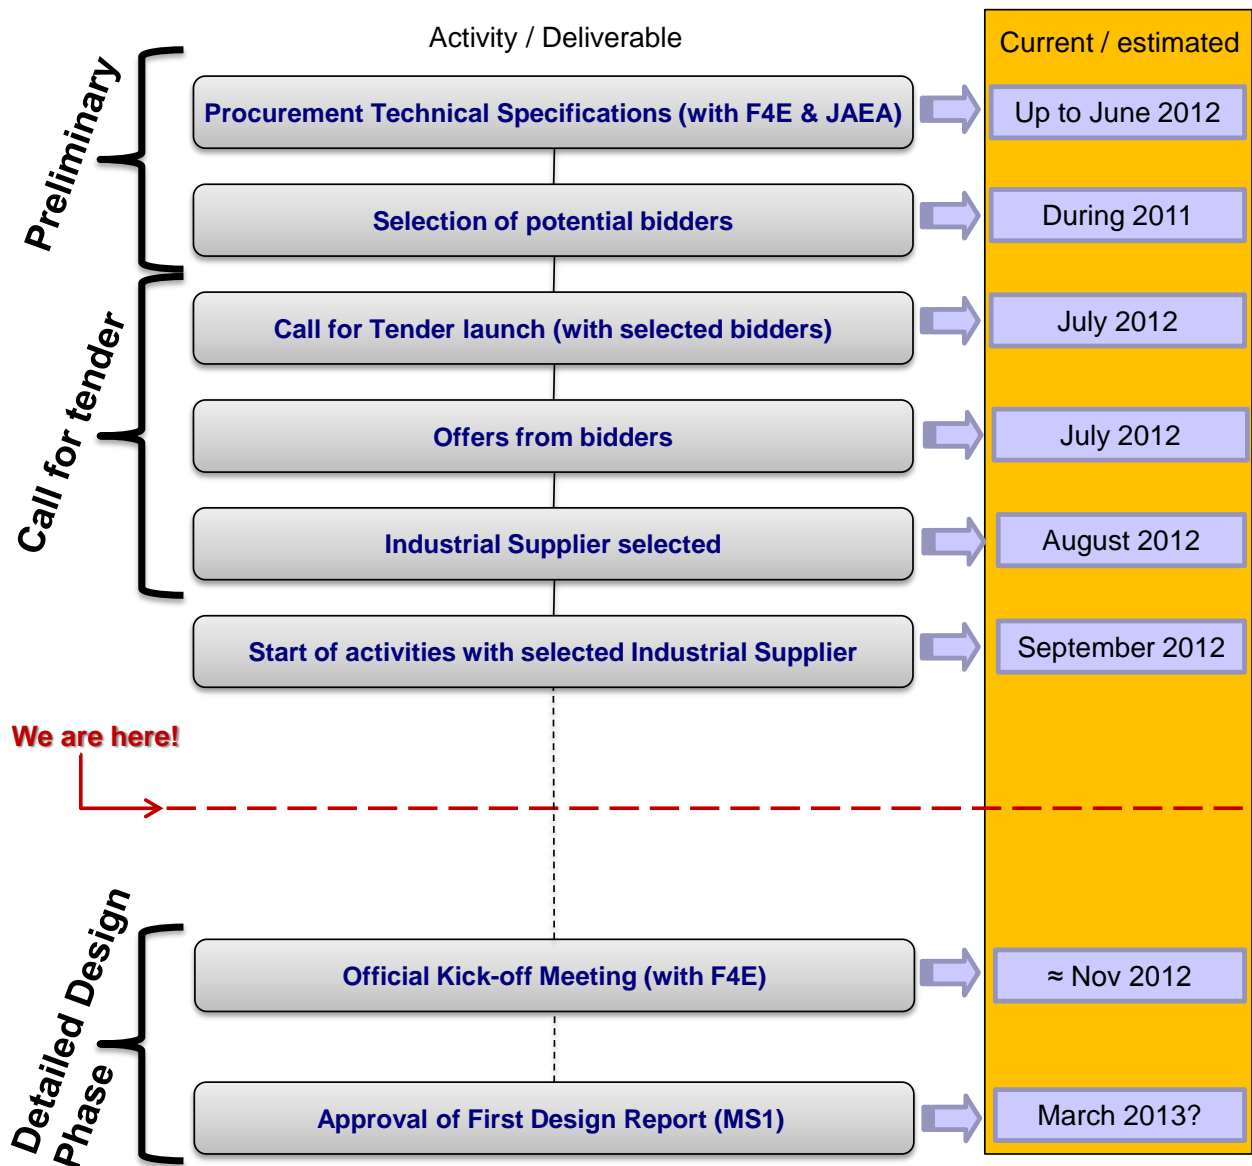 Activity / Deliverable
Current / estimated
Preliminary
Procurement Technical Specifications (with F4E & JAEA)
Up to June 2012
Selection of potential bidders
During 2011
Call for tender
Call for Tender launch (with selected bidders)
July 2012
Offers from bidders
July 2012
Industrial Supplier selected
August 2012
Start of activities with selected Industrial Supplier
September 2012
We are here!
Detailed Design
Phase
Official Kick-off Meeting (with F4E)
≈ Nov 2012
Approval of First Design Report (MS1)
March 2013?